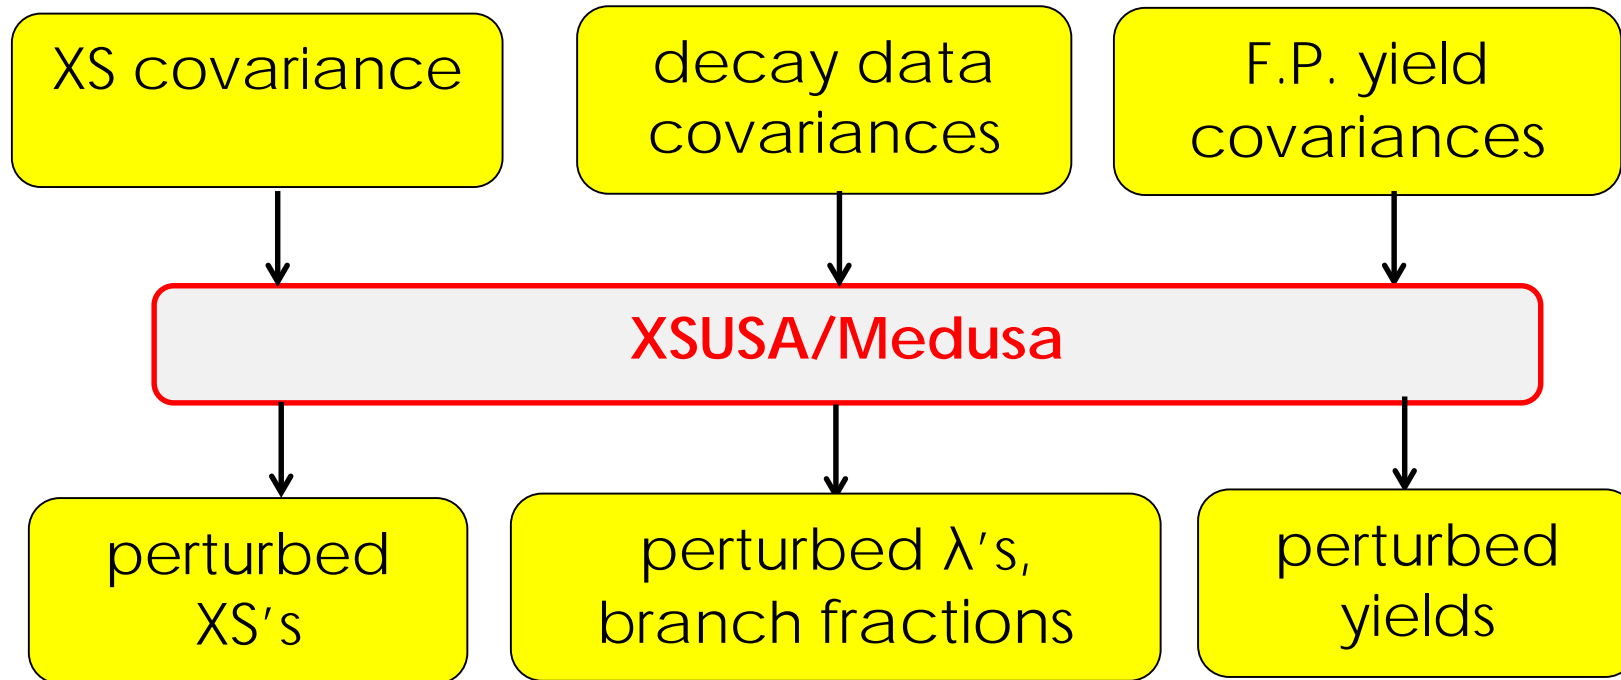 XS covariance
decay data
covariances
F.P. yield
covariances
XSUSA/Medusa
perturbed
XS's
perturbed λ's,
branch fractions
perturbed
yields